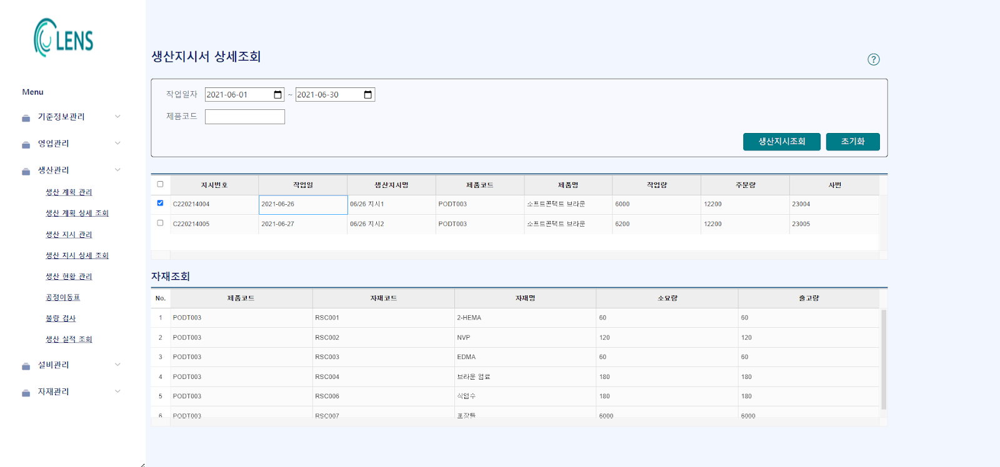 LENS
Menu
기준정보관리
영업관리
생산관리
생산 계획 관리
생산 계획 상세 조회
생산 지시 관리
생산 지시 상세 조회
생산 현황 관리
공정이동표
불량 검사
생산 실적 조회
설비관리
자재관리
생산지시서 상세조회
?
작업일자 2021-06-01 ~ 2021-06-30
제품코드
생산지시조회 초기화
지시번호 작업일 생산지시명 제품코드 제품명 작업량 주문량 사번
C220214004 2021-06-26 06/26 지시1 PODT003 소프트콘택트 브라운 6000 12200 23004
C220214005 2021-06-27 06/26 지시2 PODT003 소프트콘택트 브라운 6200 12200 23005
자재조회
No. 제품코드 자재코드 자재명 소요량 출고량
1 PODT003 RSC001 2-HEMA 60 60
2 PODT003 RSC002 NVP 120 120
3 PODT003 RSC003 EDMA 60 60
4 PODT003 RSC004 브라운 염료 180 180
5 PODT003 RSC006 식염수 180 180
6 PODT003 RSC007 포장틀 6000 6000